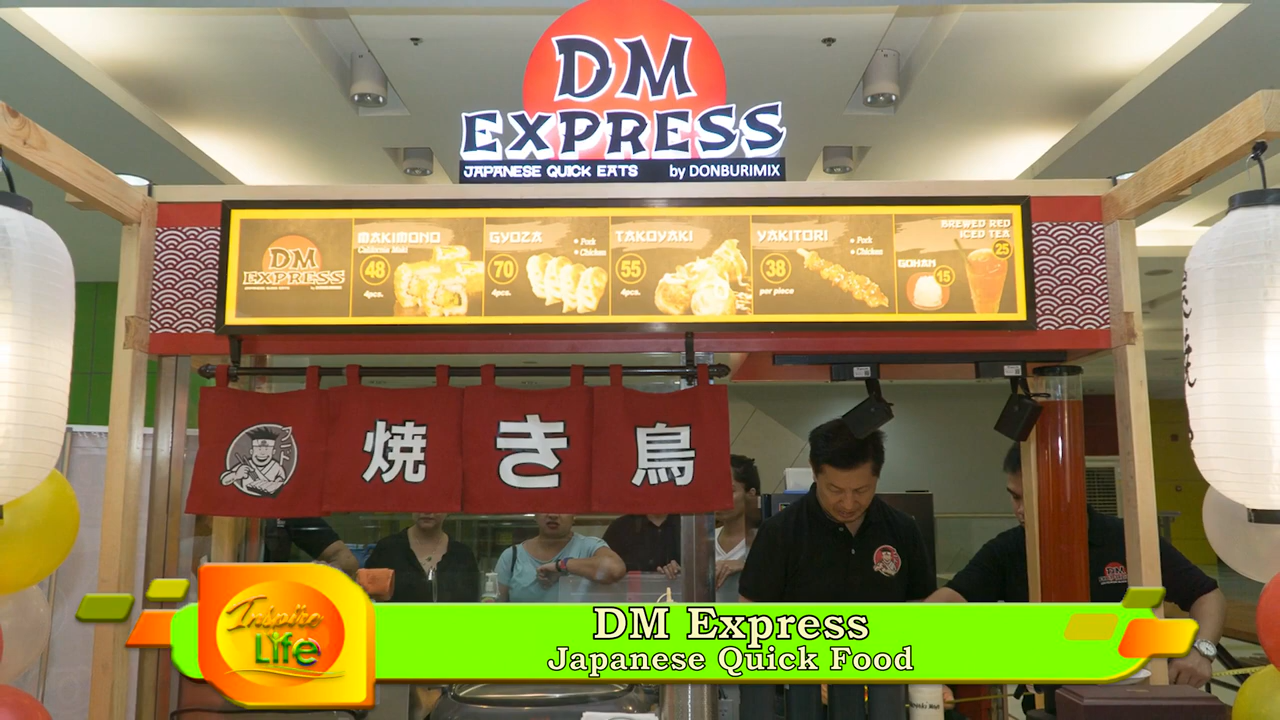 DM
EXPRESS
JAPANESE QUICK EATS by DONBURIMIX
DM
EXPRESS
MAKIMONO
California Maki
48
4pcs.
GYOZA
• Pork
• Chicken
70
4pcs.
TAKOYAKI
55
4pcs.
YAKITORI
• Pork
• Chicken
38
per piece
GOHAN
15
BREWED RED
ICED TEA
25
焼き鳥
Inspire
Life
DM Express
Japanese Quick Food